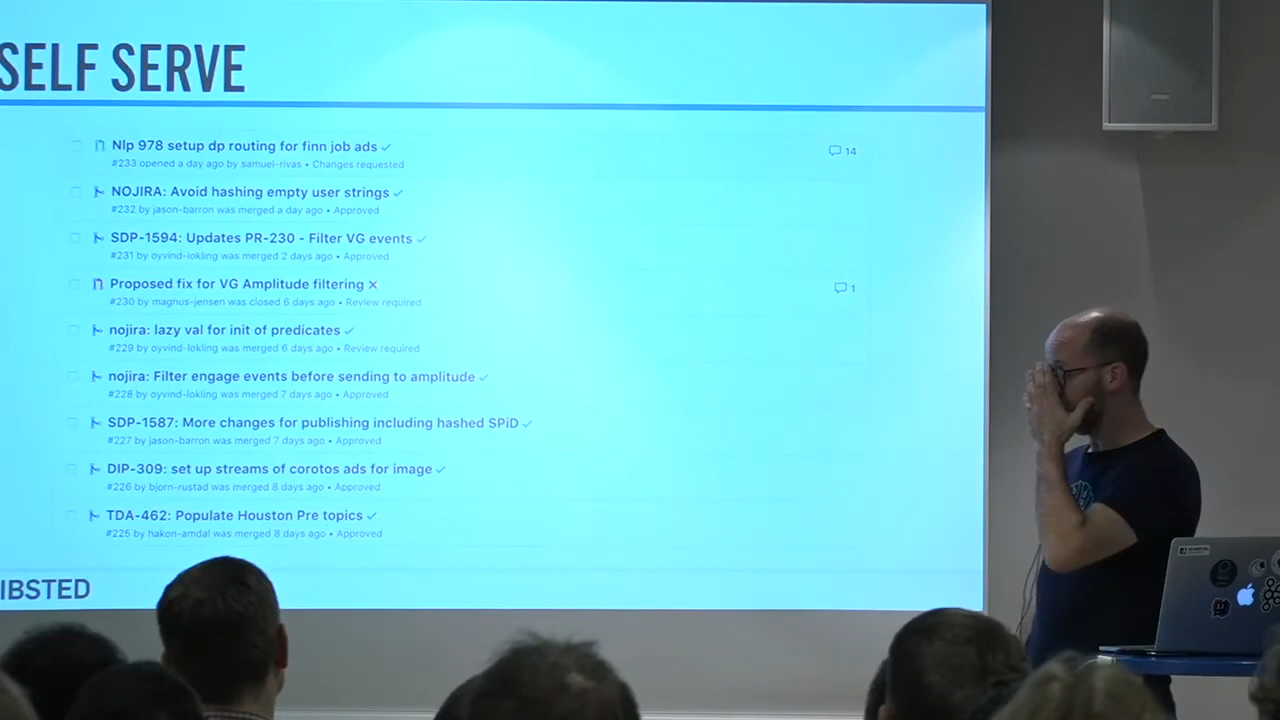 SELF SERVE
Nlp 978 setup dp routing for finn job ads
14
#233 opened a day ago by samuel-rivas • Changes requested
NOJIRA: Avoid hashing empty user strings
#232 by jason-barron was merged a day ago • Approved
SDP-1594: Updates PR-230 - Filter VG events
#231 by oyvind-lokling was merged 2 days ago • Approved
Proposed fix for VG Amplitude filtering
1
#230 by magnus-jensen was closed 6 days ago • Review required
nojira: lazy val for init of predicates
#229 by oyvind-lokling was merged 6 days ago • Review required
nojira: Filter engage events before sending to amplitude
#228 by oyvind-lokling was merged 7 days ago • Approved
SDP-1587: More changes for publishing including hashed SPiD
#227 by jason-barron was merged 7 days ago • Approved
DIP-309: set up streams of corotos ads for image
#226 by bjorn-rustad was merged 8 days ago • Approved
TDA-462: Populate Houston Pre topics
#225 by hakon-amdal was merged 8 days ago • Approved
IBSTED